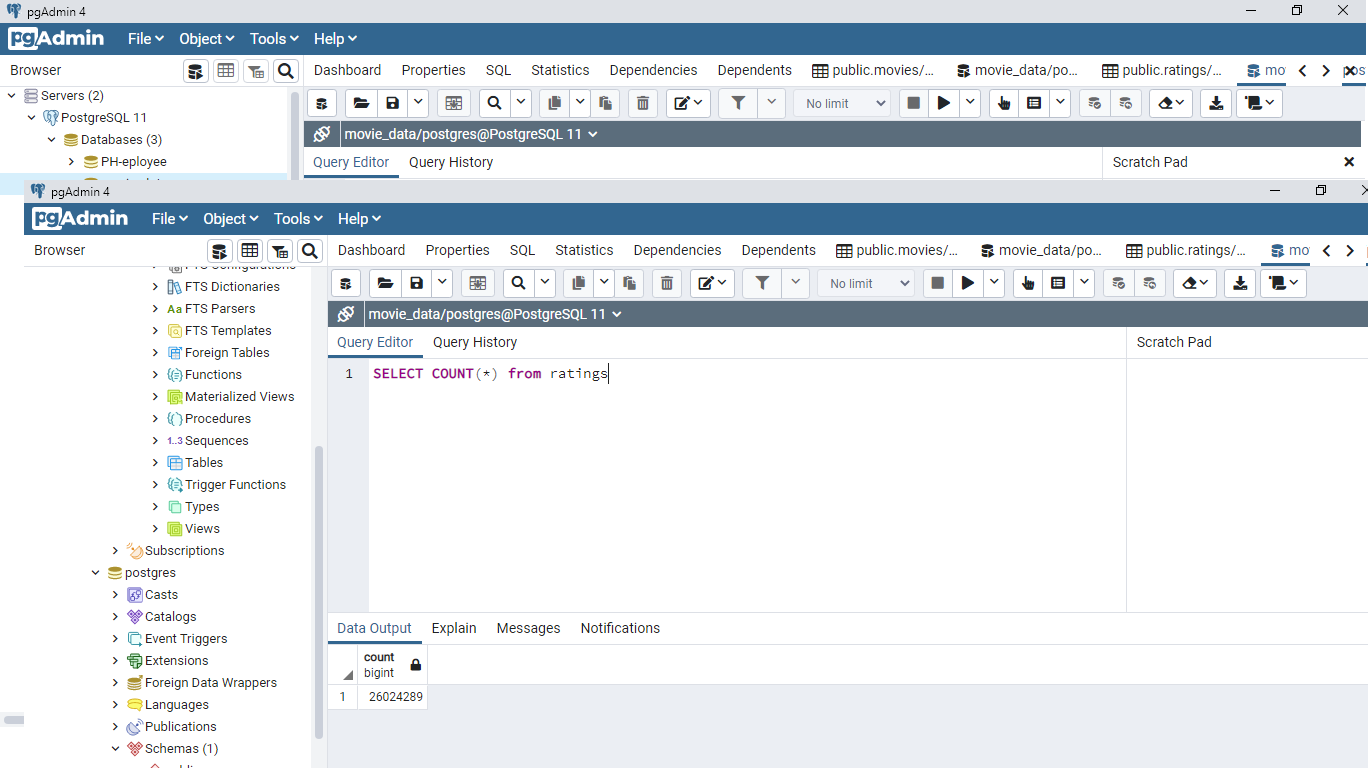 pgAdmin 4
pgAdmin File Object Tools Help
Browser Dashboard Properties SQL Statistics Dependencies Dependents public.movies/... movie_data/po... public.ratings/... mo
Servers (2)
No limit
PostgreSQL 11
movie_data/postgres@PostgreSQL 11
Databases (3)
PH-eployee
Query Editor Query History Scratch Pad
pgAdmin 4
pgAdmin File Object Tools Help
Browser Dashboard Properties SQL Statistics Dependencies Dependents public.movies/... movie_data/po... public.ratings/... mo
FTS Configurations
FTS Dictionaries
No limit
Aa FTS Parsers
movie_data/postgres@PostgreSQL 11
FTS Templates
Query Editor Query History Scratch Pad
Foreign Tables
Functions
1 SELECT COUNT(*) from ratings
Materialized Views
Procedures
1..3 Sequences
Tables
Trigger Functions
Types
Views
Subscriptions
postgres
Casts
Catalogs
Event Triggers
Extensions
Foreign Data Wrappers
Languages
Publications
Schemas (1)
Data Output Explain Messages Notifications
count
bigint
1 26024289